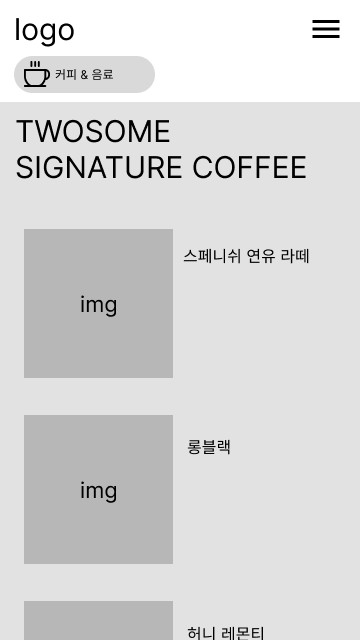 logo
커피 & 음료
TWOSOME
SIGNATURE COFFEE
스페니쉬 연유 라떼
img
롱블랙
img
허니 레몬티